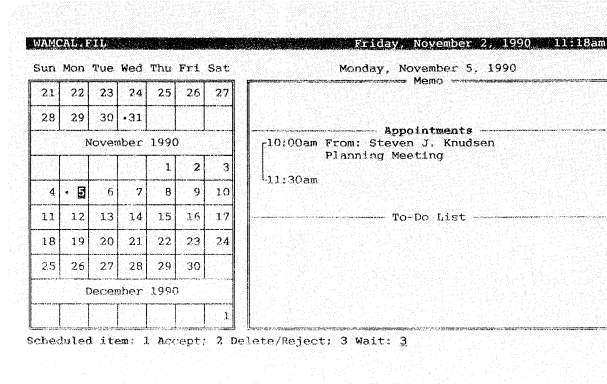 WAMCAL.FIL Friday, November 2, 1990 11:18am
Sun Mon Tue Wed Thu Fri Sat
21 22 23 24 25 26 27
28 29 30 •31
November 1990
1 2 3
4 • 5 6 7 8 9 10
11 12 13 14 15 16 17
18 19 20 21 22 23 24
25 26 27 28 29 30
December 1990
1
Monday, November 5, 1990
Memo
Appointments
10:00am From: Steven J. Knudsen
Planning Meeting
11:30am
To-Do List
Scheduled item: 1 Accept; 2 Delete/Reject; 3 Wait: 3